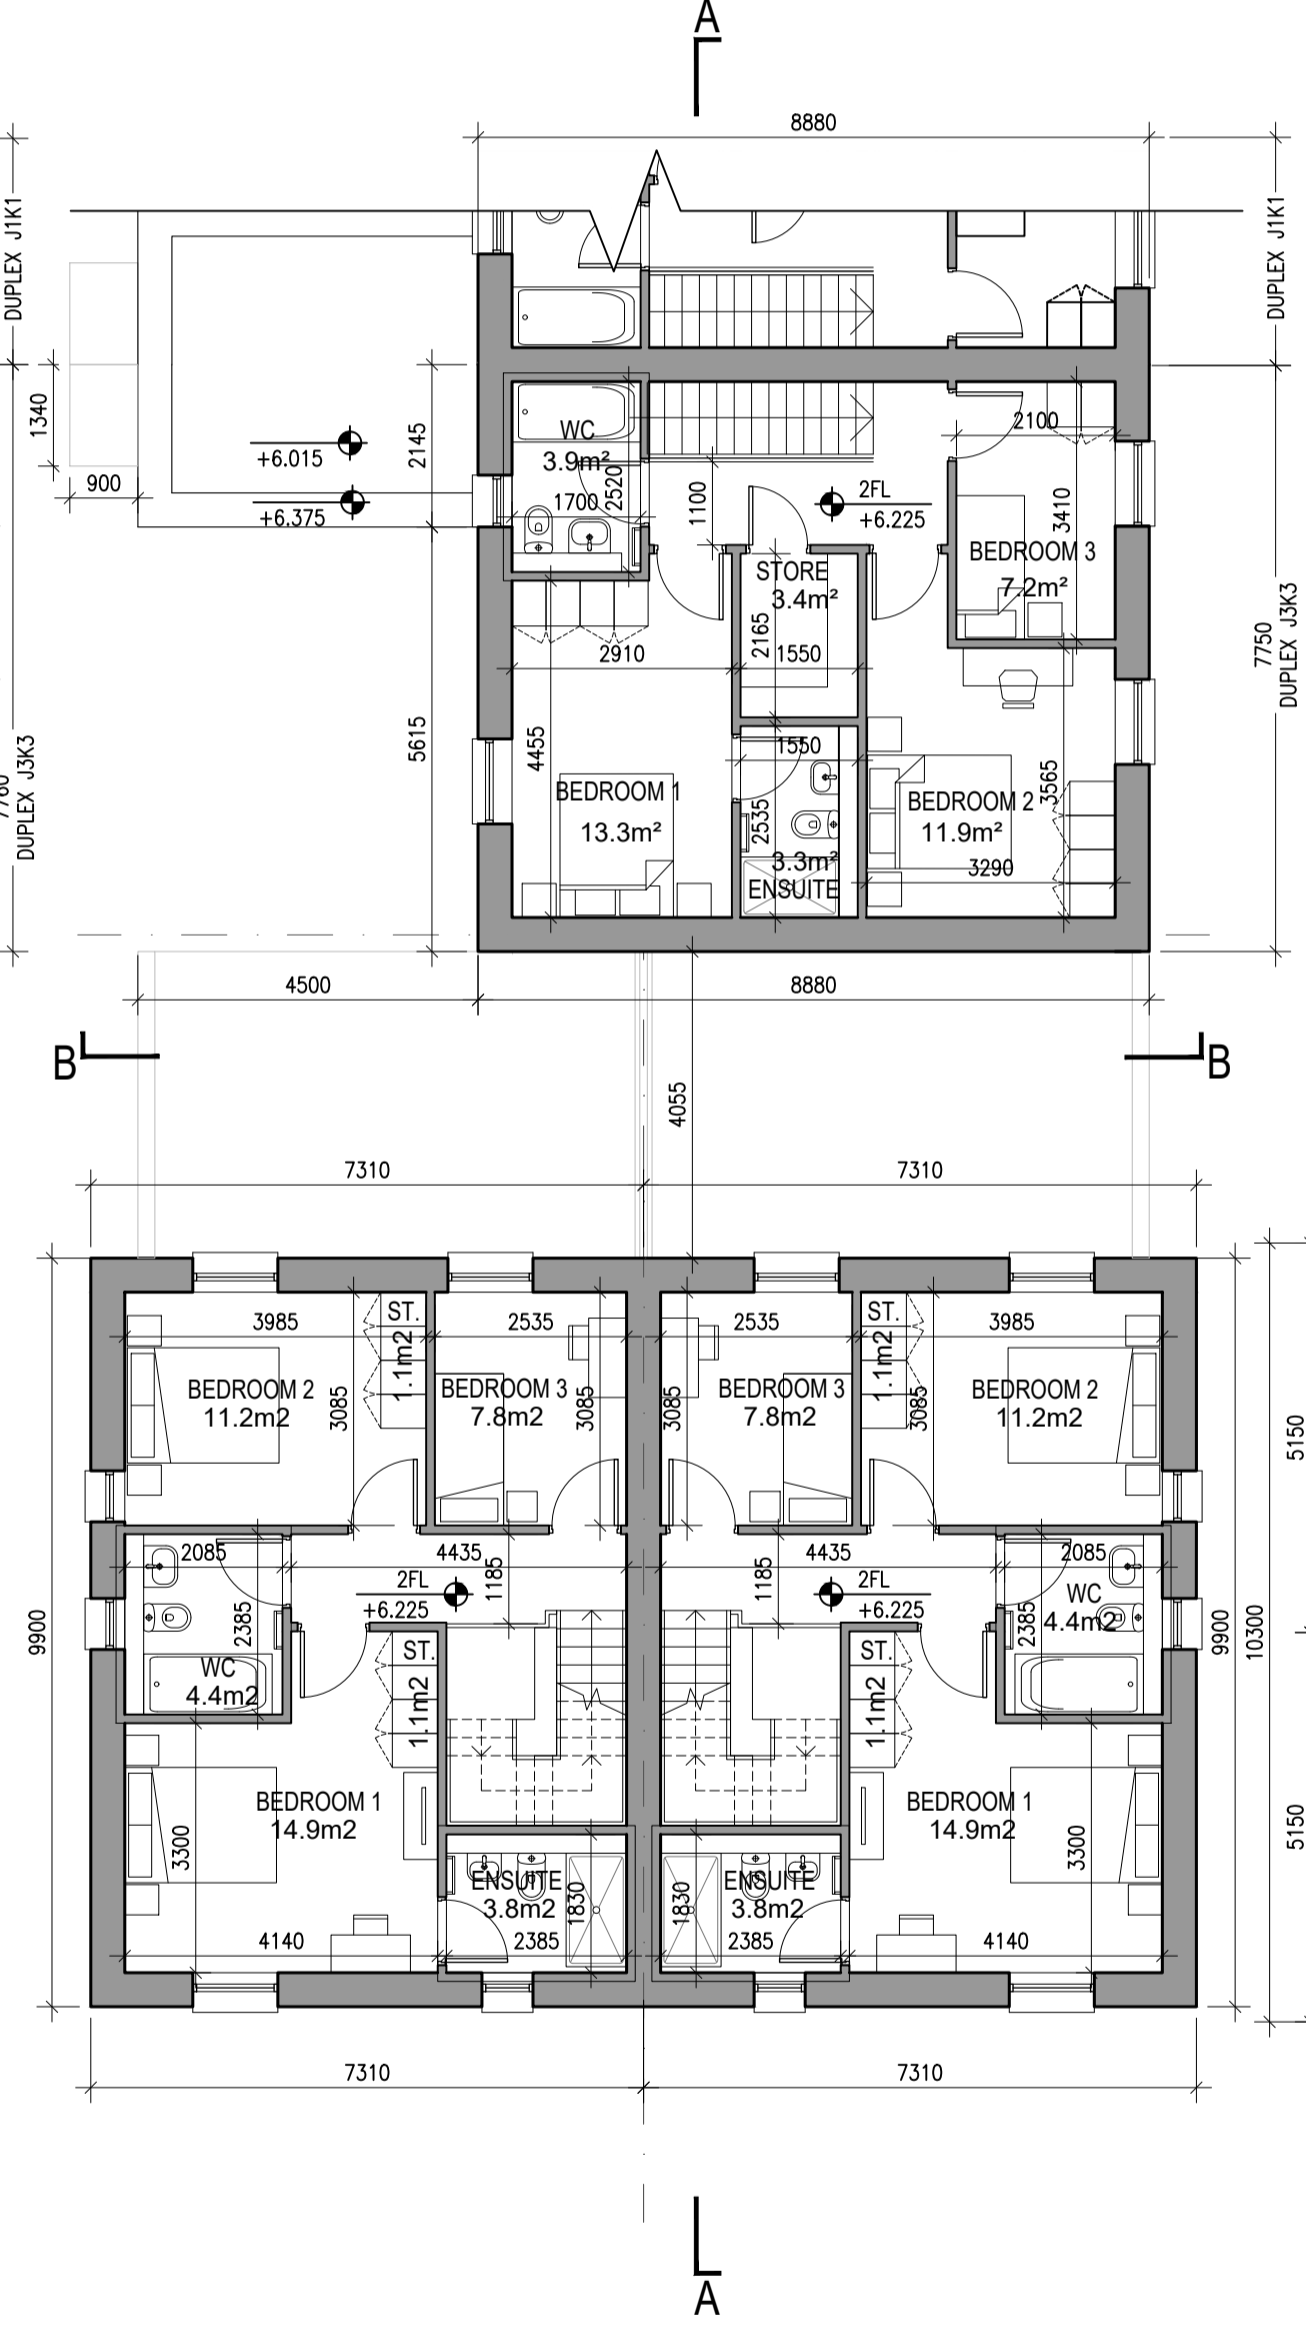 A
8880
DUPLEX J1K1
DUPLEX J1K1
1340
900
+6.015
+6.375
2145
WC
3.9m²
1700
2520
1100
2FL
+6.225
2100
3410
BEDROOM 3
7.2m²
STORE
3.4m²
2165
1550
2910
7750
DUPLEX J3K3
DUPLEX J3K3
5615
4455
BEDROOM 1
13.3m²
1550
2535
3.3m²
ENSUITE
BEDROOM 2
11.9m²
3565
3290
4500
8880
B
B
4055
7310
7310
3985
ST.
1.1m2
2535
2535
ST.
1.1m2
3985
BEDROOM 2
11.2m2
3085
BEDROOM 3
7.8m2
3085
3085
BEDROOM 3
7.8m2
3085
BEDROOM 2
11.2m2
5150
2085
4435
1185
2FL
+6.225
4435
1185
2FL
+6.225
2085
9900
2385
WC
4.4m2
2385
WC
4.4m2
9900
10300
ST.
1.1m2
ST.
1.1m2
BEDROOM 1
14.9m2
3300
BEDROOM 1
14.9m2
3300
5150
ENSUITE
3.8m2
1830
1830
ENSUITE
3.8m2
4140
2385
2385
4140
7310
7310
A